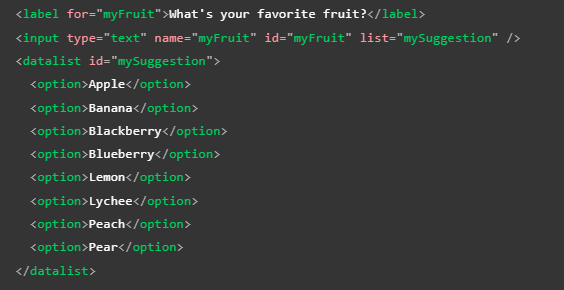 <label for="myFruit">What's your favorite fruit?</label>
<input type="text" name="myFruit" id="myFruit" list="mySuggestion" />
<datalist id="mySuggestion">
  <option>Apple</option>
  <option>Banana</option>
  <option>Blackberry</option>
  <option>Blueberry</option>
  <option>Lemon</option>
  <option>Lychee</option>
  <option>Peach</option>
  <option>Pear</option>
</datalist>